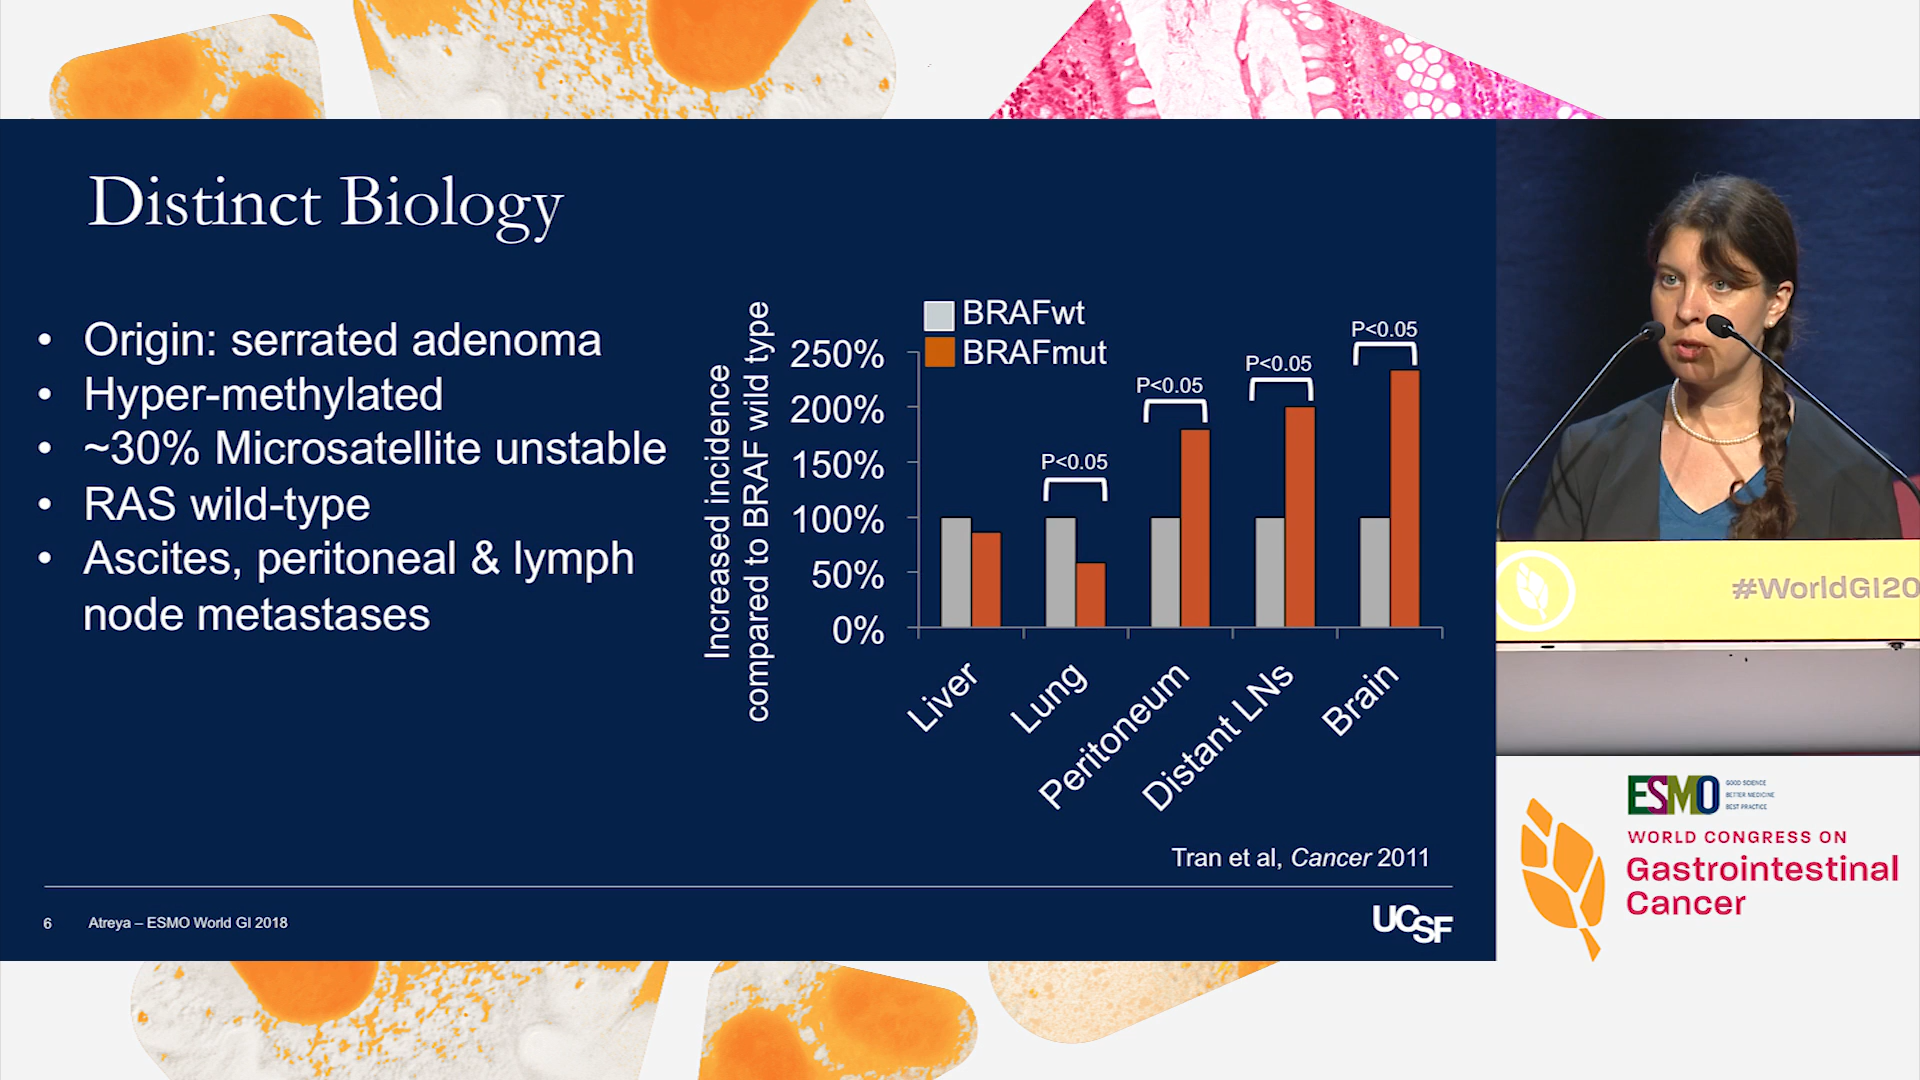 Distinct Biology
• Origin: serrated adenoma
• Hyper-methylated
• ~30% Microsatellite unstable
• RAS wild-type
• Ascites, peritoneal & lymph
node metastases
Increased incidence
compared to BRAF wild type
BRAFwt
BRAFmut
250%
200%
150%
100%
50%
0%
P<0.05
P<0.05
P<0.05
P<0.05
Liver
Lung
Peritoneum
Distant LNs
Brain
Tran et al, Cancer 2011
6
Atreya – ESMO World GI 2018
UCSF
#WorldGI20
ESMO
GOOD SCIENCE
BETTER MEDICINE
BEST PRACTICE
WORLD CONGRESS ON
Gastrointestinal
Cancer